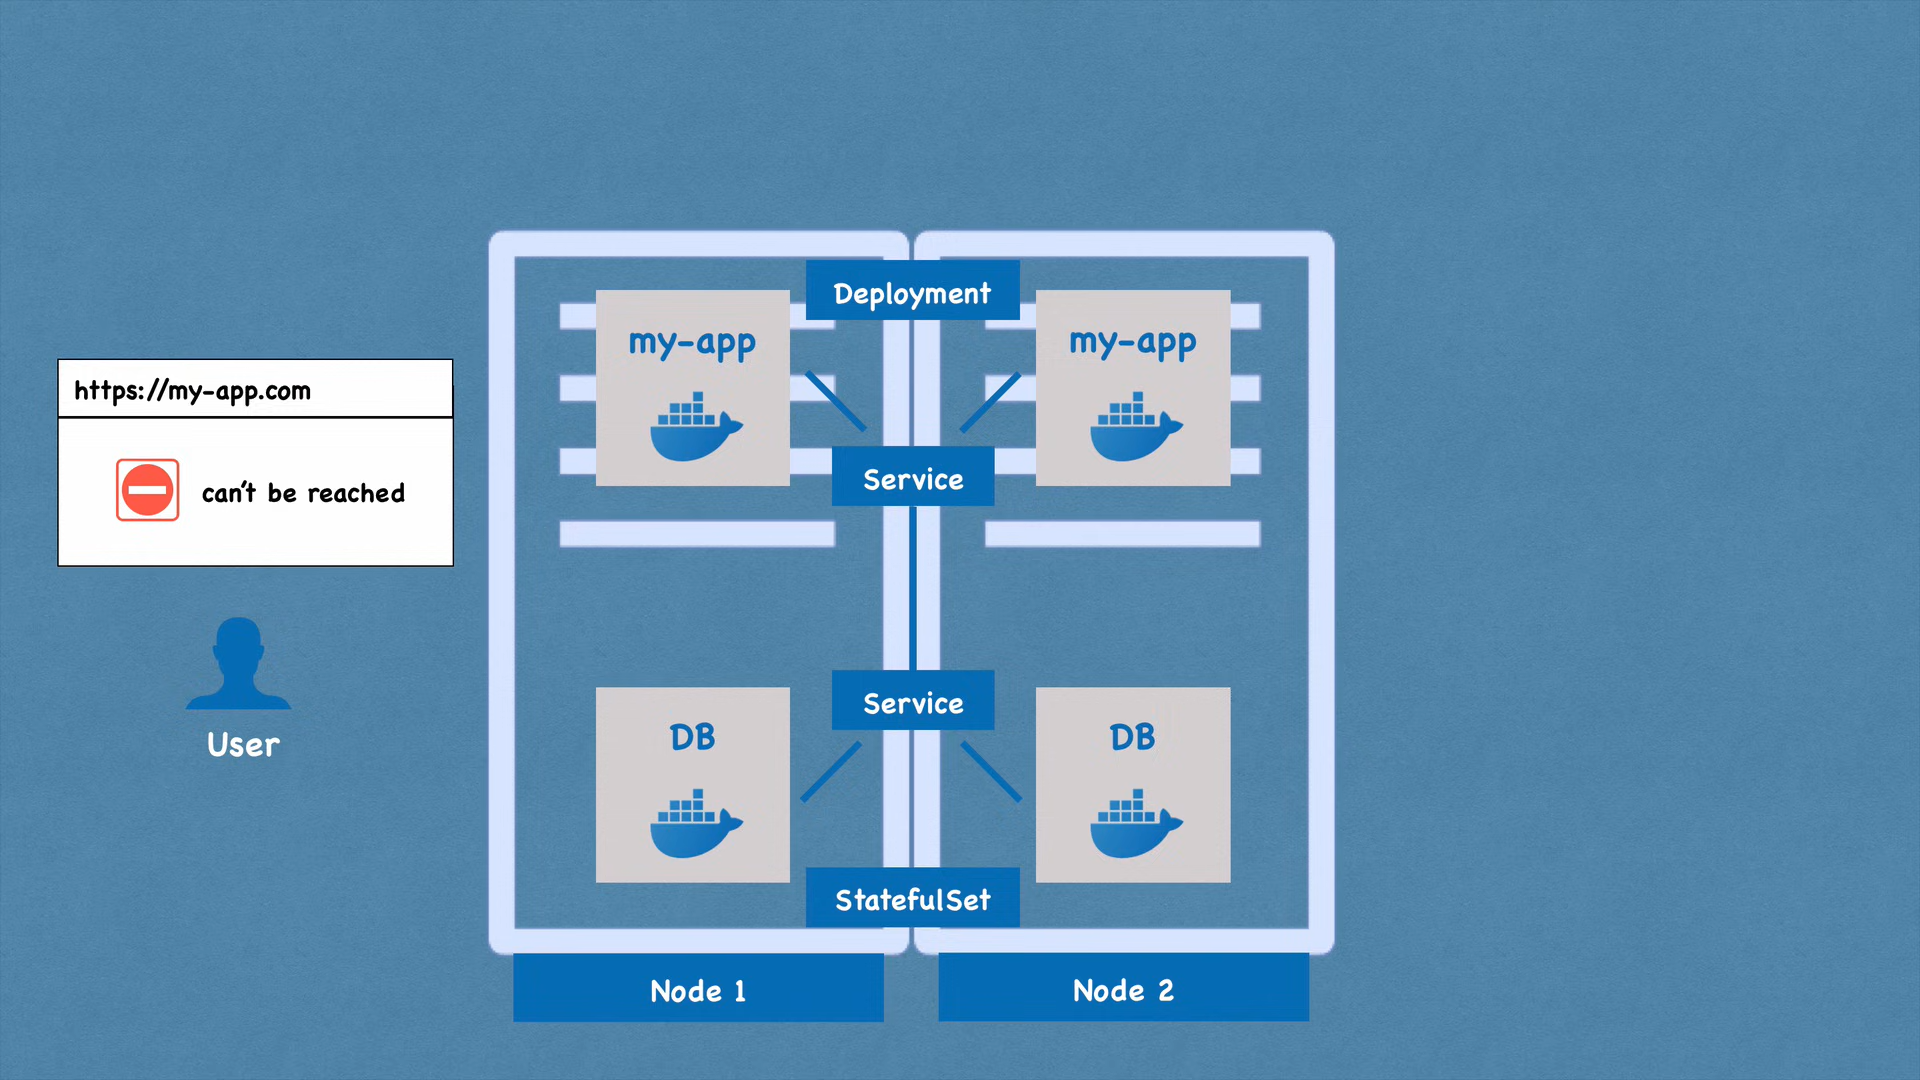 https://my-app.com
can't be reached
User
Deployment
my-app
my-app
Service
Service
DB
DB
StatefulSet
Node 1
Node 2